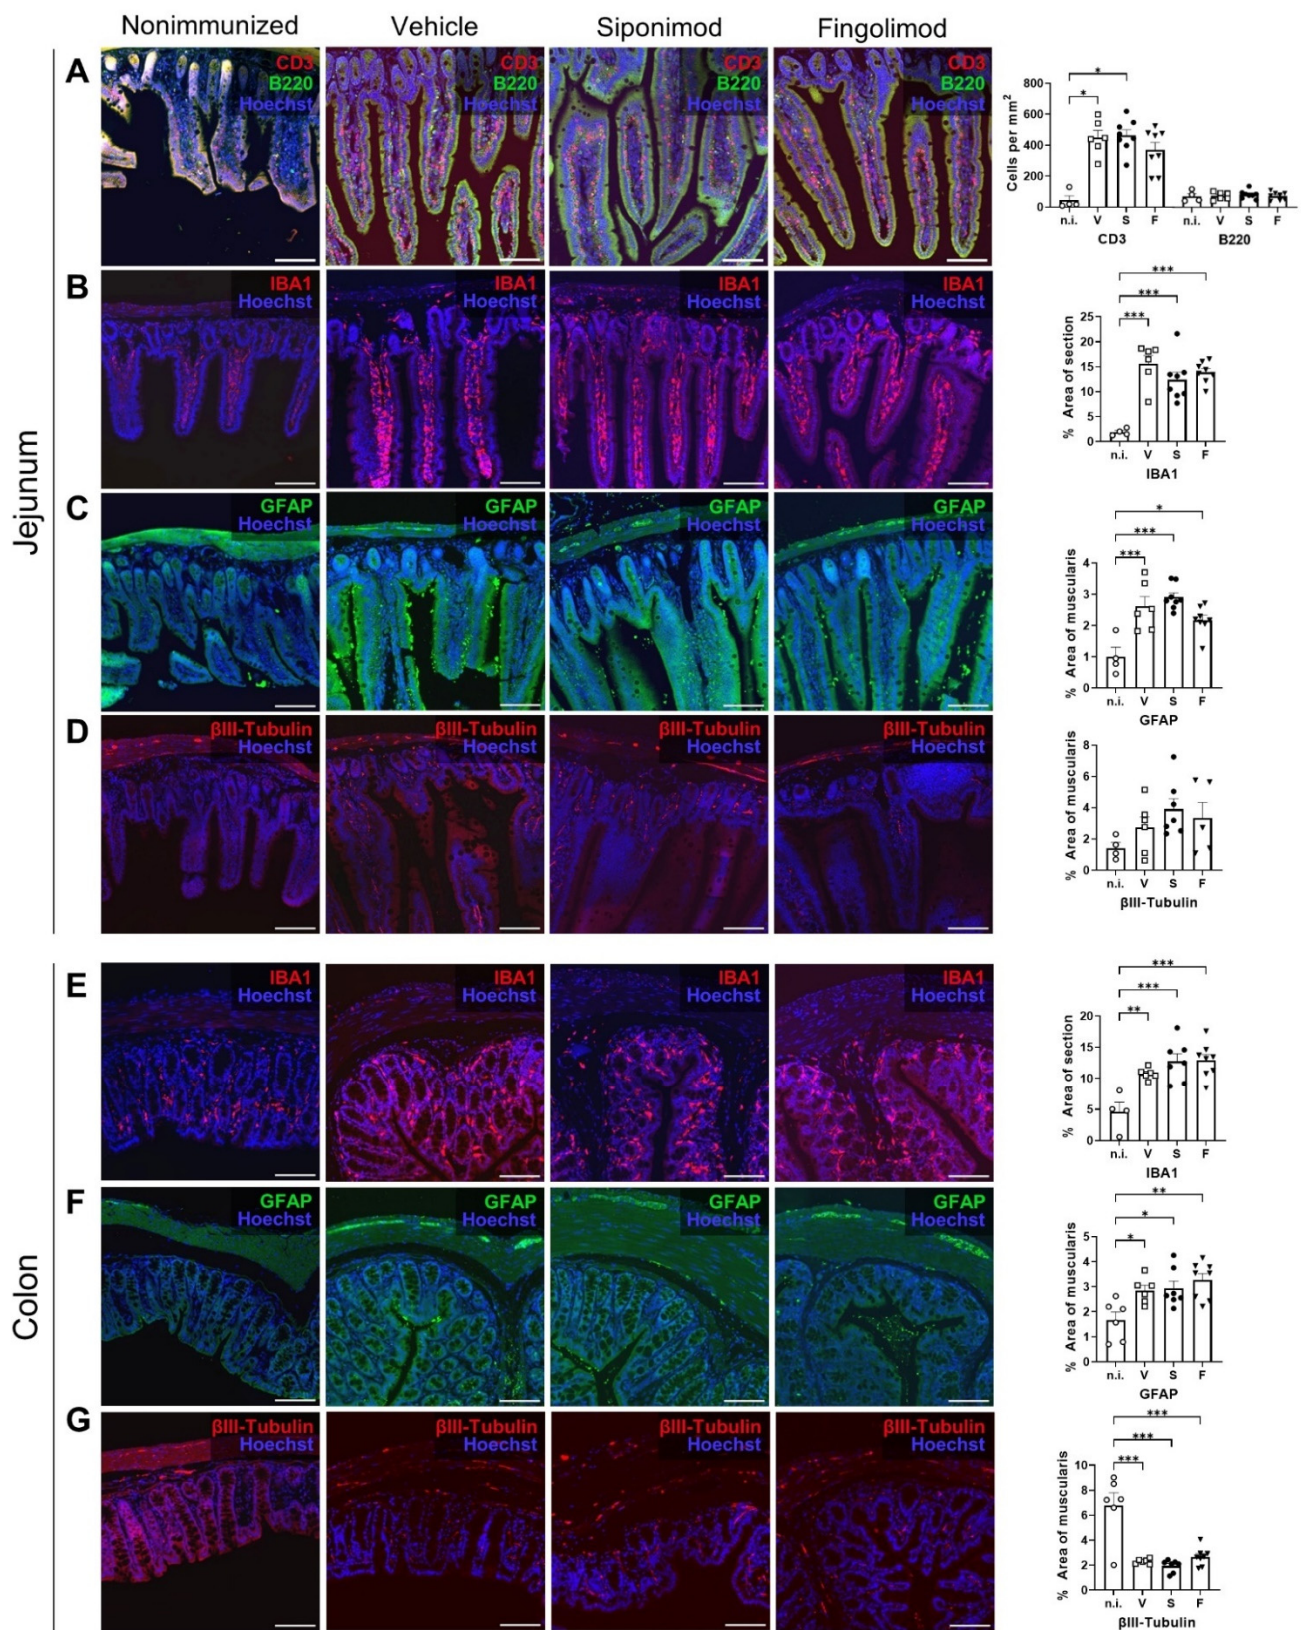 Nonimmunized Vehicle Siponimod Fingolimod
Jejunum
A
CD3 B220 Hoechst
CD3 B220 Hoechst
CD3 B220 Hoechst
CD3 B220 Hoechst
* *
Cells per mm²
800 600 400 200 0
n.i. V S F n.i. V S F
CD3 B220
B
IBA1 Hoechst
IBA1 Hoechst
IBA1 Hoechst
IBA1 Hoechst
*** *** ***
% Area of section
25 20 15 10 5 0
n.i. V S F
IBA1
C
GFAP Hoechst
GFAP Hoechst
GFAP Hoechst
GFAP Hoechst
* *** ***
% Area of muscularis
4 3 2 1 0
n.i. V S F
GFAP
D
βIII-Tubulin Hoechst
βIII-Tubulin Hoechst
βIII-Tubulin Hoechst
βIII-Tubulin Hoechst
% Area of muscularis
8 6 4 2 0
n.i. V S F
βIII-Tubulin
Colon
E
IBA1 Hoechst
IBA1 Hoechst
IBA1 Hoechst
IBA1 Hoechst
*** *** **
% Area of section
20 15 10 5 0
n.i. V S F
IBA1
F
GFAP Hoechst
GFAP Hoechst
GFAP Hoechst
GFAP Hoechst
** * *
% Area of muscularis
5 4 3 2 1 0
n.i. V S F
GFAP
G
βIII-Tubulin Hoechst
βIII-Tubulin Hoechst
βIII-Tubulin Hoechst
βIII-Tubulin Hoechst
*** *** ***
% Area of muscularis
10 8 6 4 2 0
n.i. V S F
βIII-Tubulin